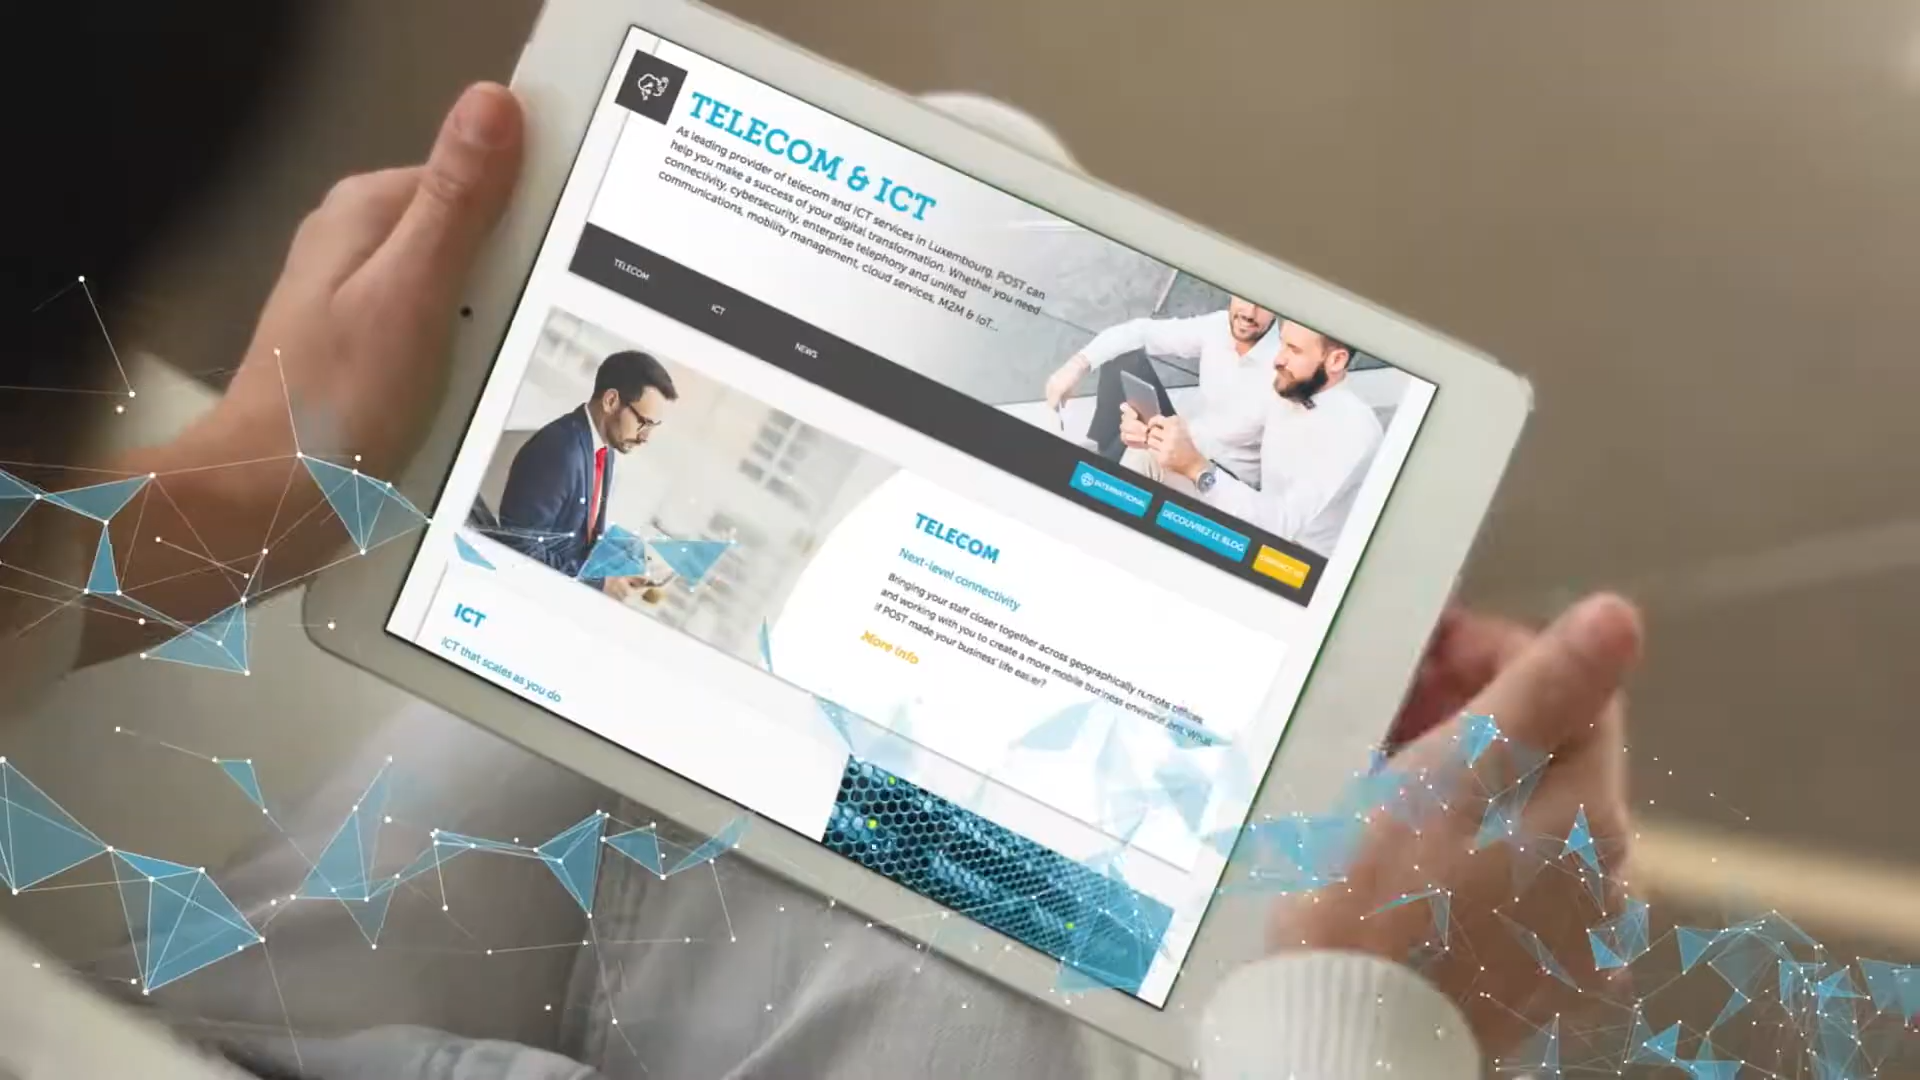 TELECOM & ICT
As leading provider of telecom and ICT services in Luxembourg, POST can
help you make a success of your digital transformation. Whether you need
connectivity, cybersecurity, enterprise telephony and unified
communications, mobility management, cloud services, M2M & IoT...
TELECOM
ICT
NEWS
INTERNATIONAL
DÉCOUVREZ LE BLOG
CONTACT US
TELECOM
Next-level connectivity
Bringing your staff closer together across geographically remote offices
and working with you to create a more mobile business environment. What
if POST made your business' life easier?
More info
ICT
ICT that scales as you do